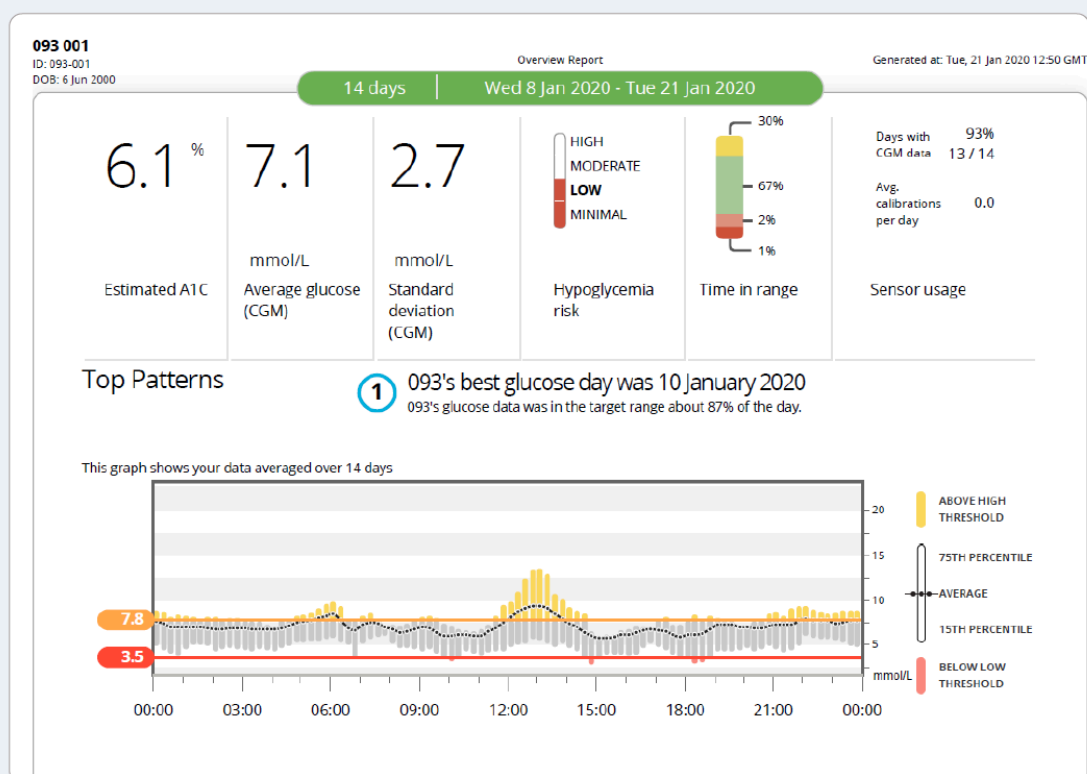 093 001
ID: 093-001
DOB: 6 Jun 2000
Overview Report
Generated at: Tue, 21 Jan 2020 12:50 GMT
14 days
Wed 8 Jan 2020 - Tue 21 Jan 2020
6.1 %
Estimated A1C
7.1
mmol/L
Average glucose
(CGM)
2.7
mmol/L
Standard
deviation
(CGM)
HIGH
MODERATE
LOW
MINIMAL
Hypoglycemia
risk
30%
67%
2%
1%
Time in range
Days with 93%
CGM data 13 / 14
Avg.
calibrations 0.0
per day
Sensor usage
Top Patterns
1
093's best glucose day was 10 January 2020
093's glucose data was in the target range about 87% of the day.
This graph shows your data averaged over 14 days
20
15
10
5
mmol/L
7.8
3.5
00:00 03:00 06:00 09:00 12:00 15:00 18:00 21:00 00:00
ABOVE HIGH
THRESHOLD
75TH PERCENTILE
AVERAGE
15TH PERCENTILE
BELOW LOW
THRESHOLD